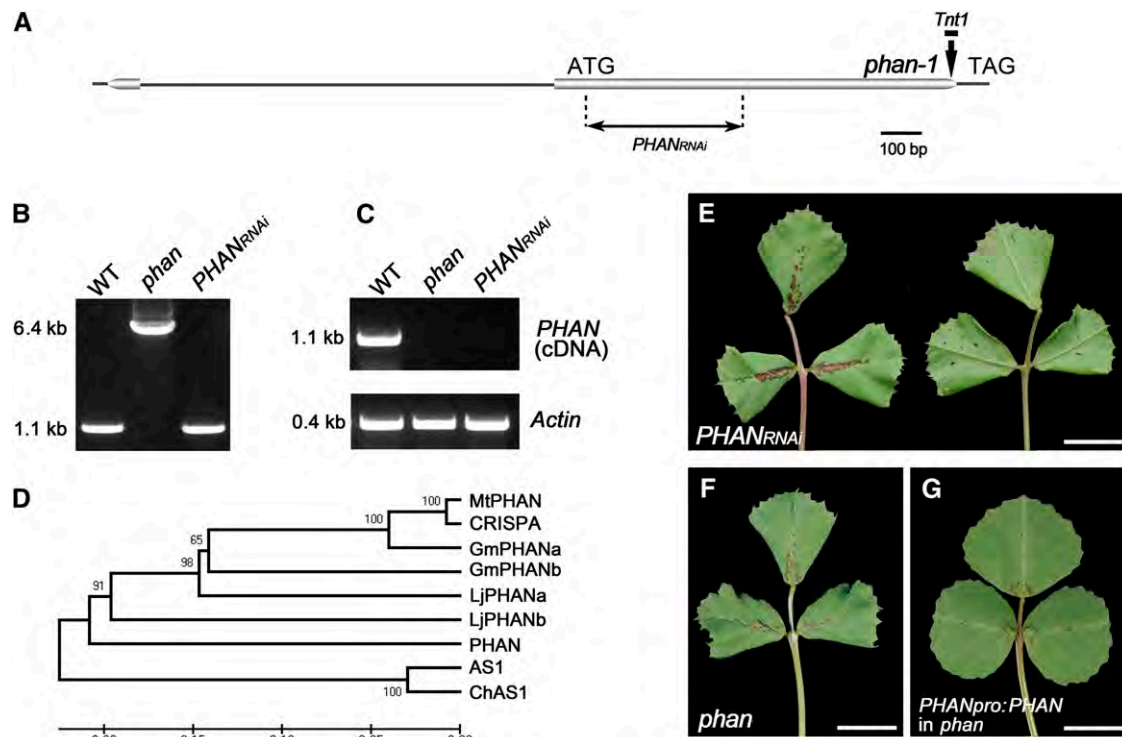 A
Tnt1
ATG
phan-1
TAG
PHANRNAi
100 bp
B
WT
phan
PHANRNAi
6.4 kb
1.1 kb
C
WT
phan
PHANRNAi
1.1 kb
PHAN
(cDNA)
0.4 kb
Actin
D
100
MtPHAN
100
CRISPA
65
GmPHANa
98
GmPHANb
91
LjPHANa
LjPHANb
PHAN
AS1
100
ChAS1
E
PHANRNAi
F
phan
G
PHANpro:PHAN
in phan